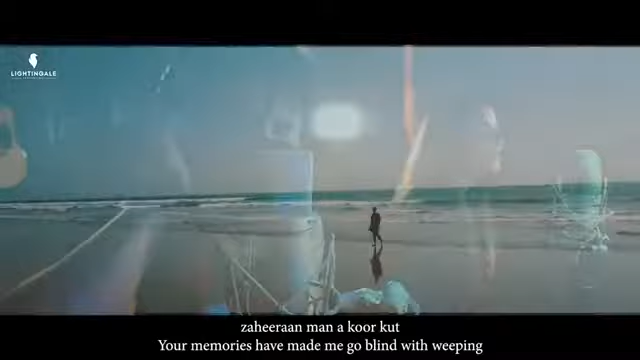 LIGHTINGALE
zaheeraan man a koor kut
Your memories have made me go blind with weeping